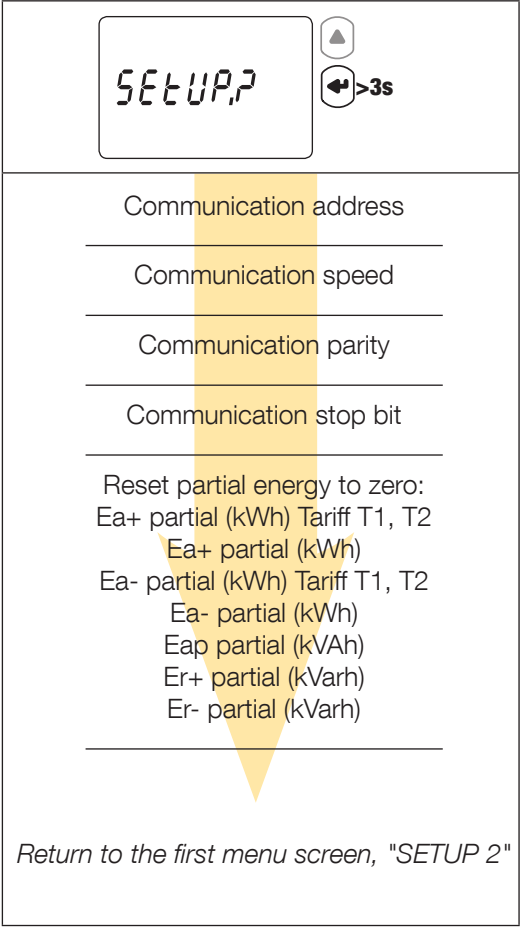 SEtUP.2
>3s
Communication address
Communication speed
Communication parity
Communication stop bit
Reset partial energy to zero:
Ea+ partial (kWh) Tariff T1, T2
Ea+ partial (kWh)
Ea- partial (kWh) Tariff T1, T2
Ea- partial (kWh)
Eap partial (kVAh)
Er+ partial (kVarh)
Er- partial (kVarh)
Return to the first menu screen, "SETUP 2"